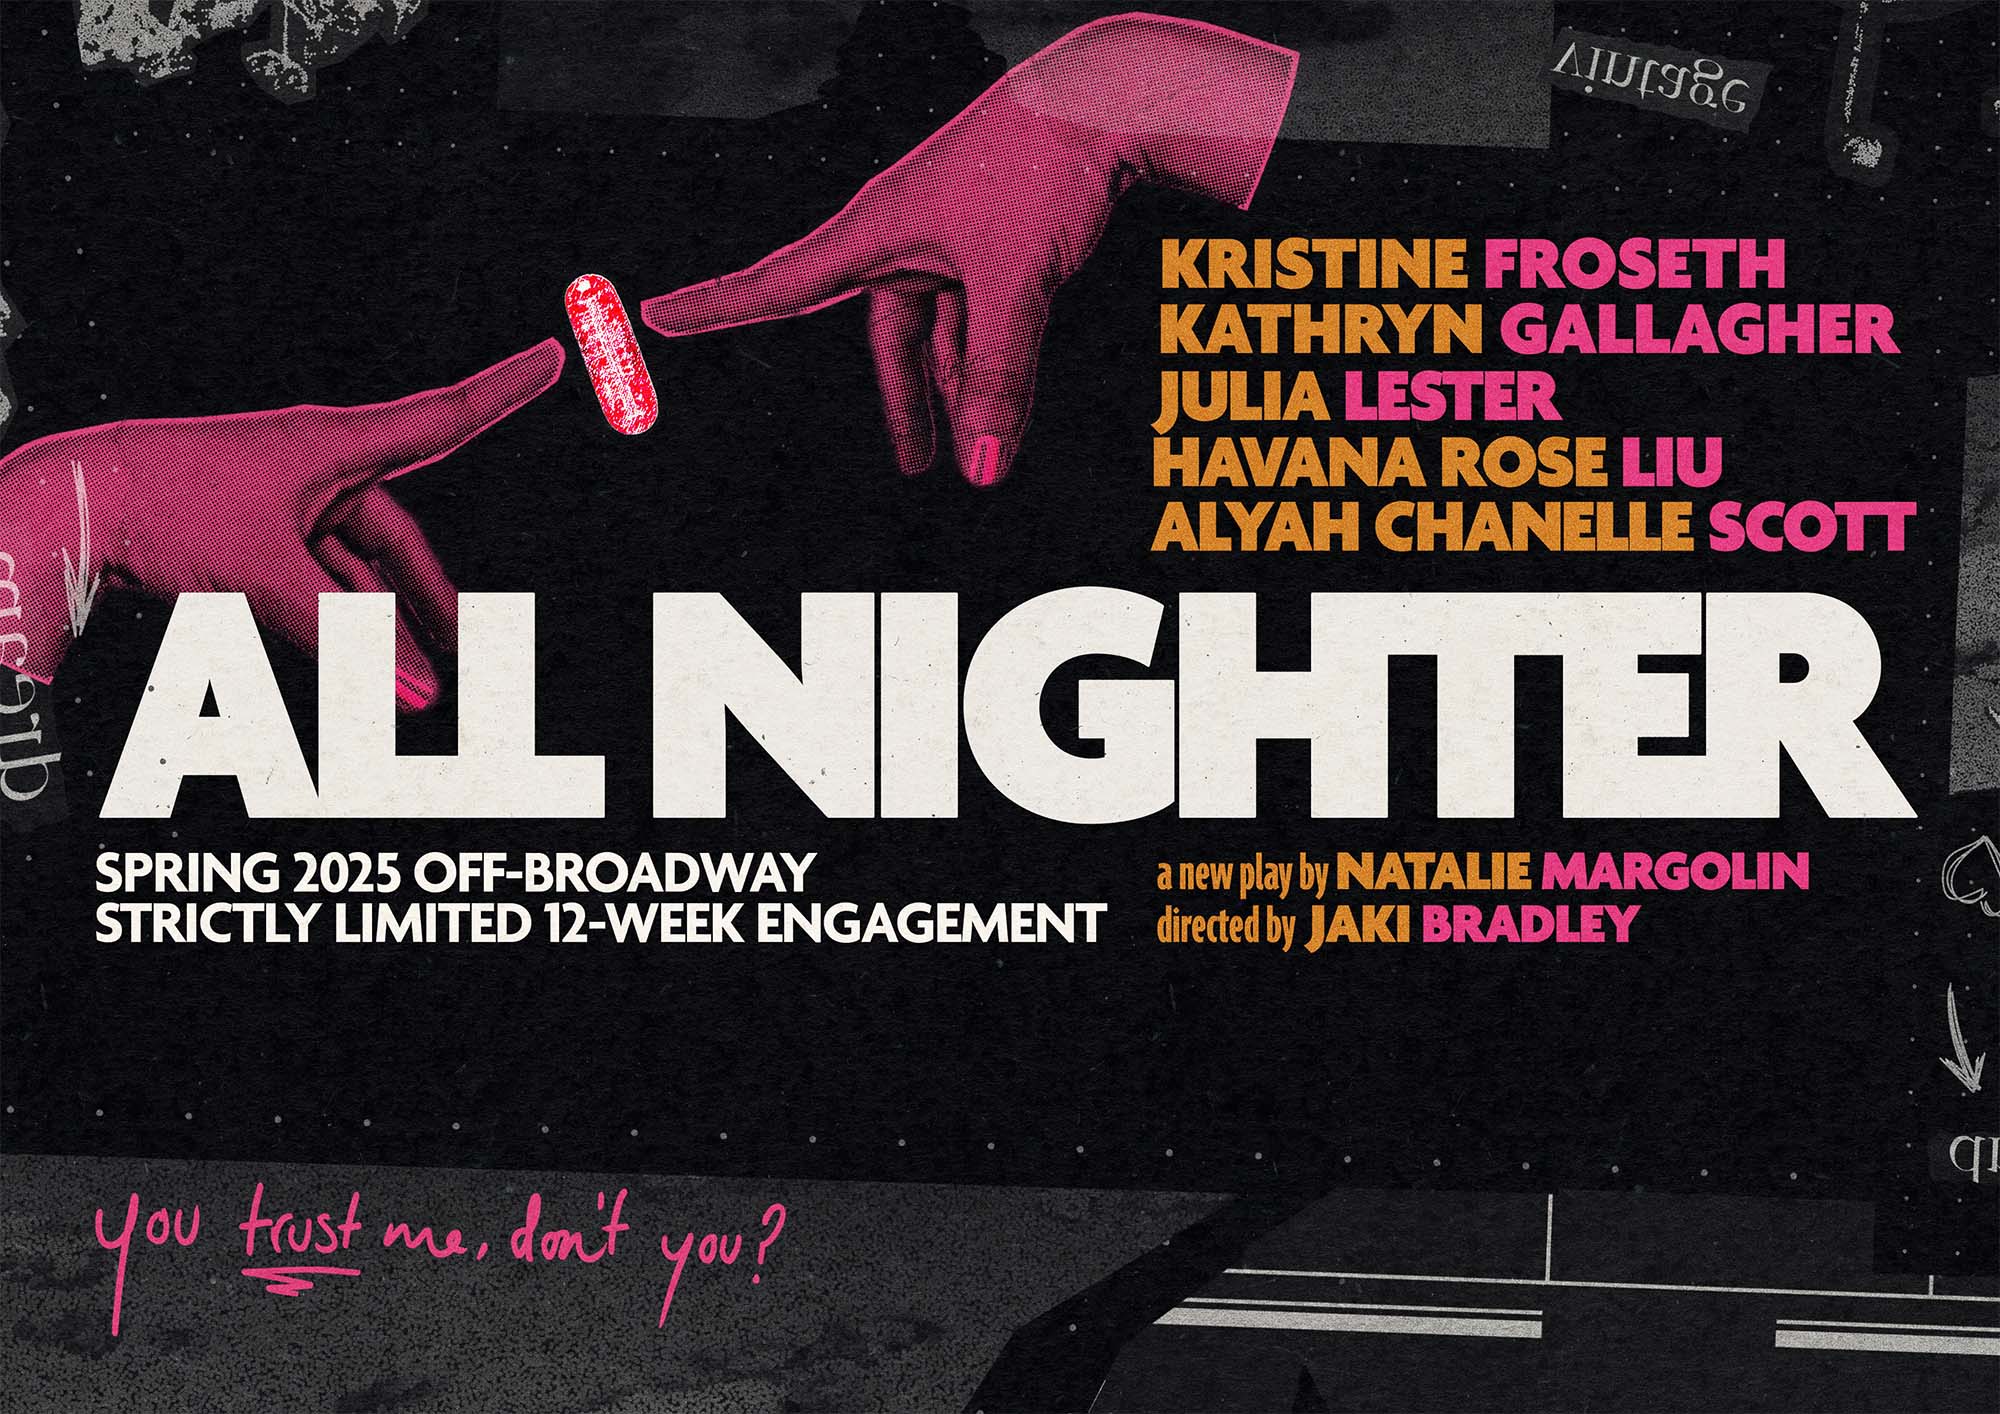 vintage
KRISTINE FROSETH
KATHRYN GALLAGHER
JULIA LESTER
HAVANA ROSE LIU
ALYAH CHANELLE SCOTT
ALL NIGHTER
SPRING 2025 OFF-BROADWAY
STRICTLY LIMITED 12-WEEK ENGAGEMENT
a new play by NATALIE MARGOLIN
directed by JAKI BRADLEY
you trust me, don't you?